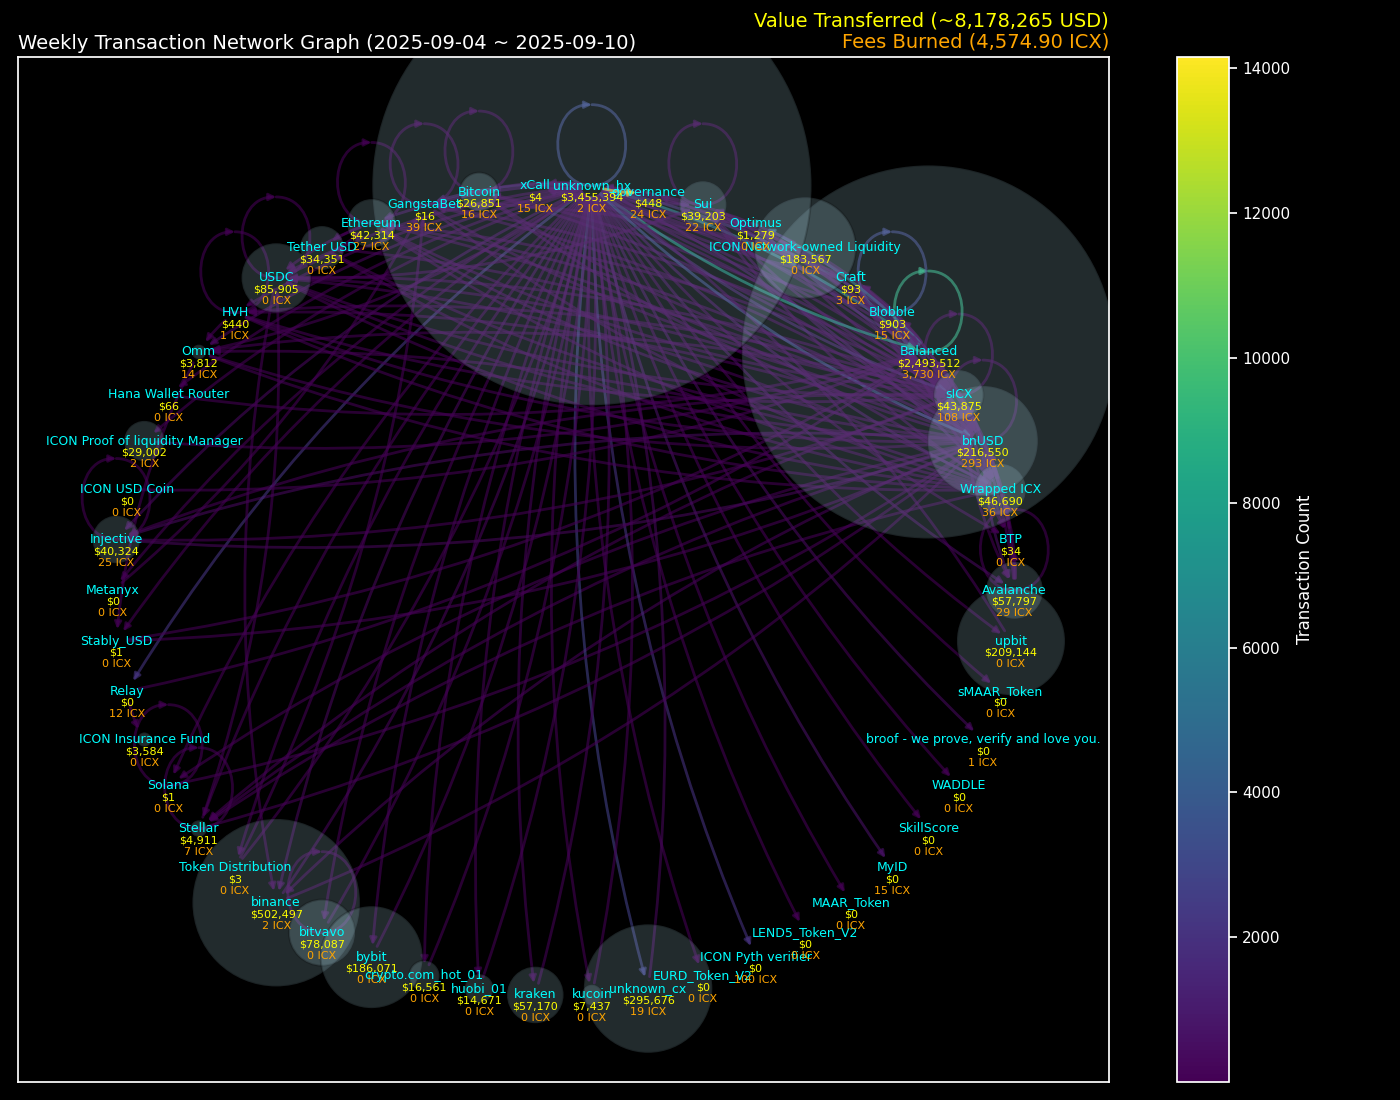 Value Transferred (~8,178,265 USD)
Weekly Transaction Network Graph (2025-09-04 ~ 2025-09-10)
Fees Burned (4,574.90 ICX)
xCall
$4
15 ICX
unknown_hx
$3,455,394
2 ICX
$448
24 ICX
Bitcoin
$26,851
16 ICX
Sui
$39,203
22 ICX
GangstaBet
$16
39 ICX
Optimus
$1,279
Ethereum
$42,314
27 ICX
ICON Network-owned Liquidity
$183,567
0 ICX
Tether USD
$34,351
0 ICX
Craft
$93
3 ICX
USDC
$85,905
0 ICX
Blobble
$903
15 ICX
HVH
$440
1 ICX
Balanced
$2,493,512
3,730 ICX
Omm
$3,812
14 ICX
sICX
$43,875
108 ICX
Hana Wallet Router
$66
0 ICX
bnUSD
$216,550
293 ICX
ICON Proof of liquidity Manager
$29,002
2 ICX
Wrapped ICX
$46,690
36 ICX
ICON USD Coin
$0
0 ICX
BTP
$34
0 ICX
Injective
$40,324
25 ICX
Avalanche
$57,797
29 ICX
Metanyx
$0
0 ICX
upbit
$209,144
0 ICX
Stably_USD
$1
0 ICX
sMAAR_Token
$0
0 ICX
Relay
$0
12 ICX
broof - we prove, verify and love you.
$0
1 ICX
ICON Insurance Fund
$3,584
0 ICX
WADDLE
$0
0 ICX
Solana
$1
0 ICX
SkillScore
$0
0 ICX
Stellar
$4,911
7 ICX
MyID
$0
15 ICX
Token Distribution
$3
0 ICX
MAAR_Token
$0
0 ICX
binance
$502,497
2 ICX
LEND5_Token_V2
$0
bitvavo
$78,087
0 ICX
ICON Pyth verifier
$0
100 ICX
bybit
$186,071
0 ICX
EURD_Token_V2
$0
0 ICX
crypto.com_hot_01
$16,561
0 ICX
unknown_cx
$295,676
19 ICX
huobi_01
$14,671
0 ICX
kucoin
$7,437
0 ICX
kraken
$57,170
0 ICX
14000
12000
10000
8000
6000
4000
2000
Transaction Count